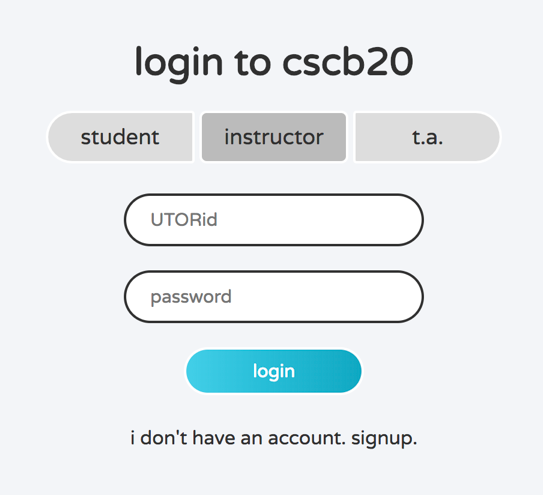 login to cscb20
student instructor t.a.
UTORid
password
login
i don't have an account. signup.